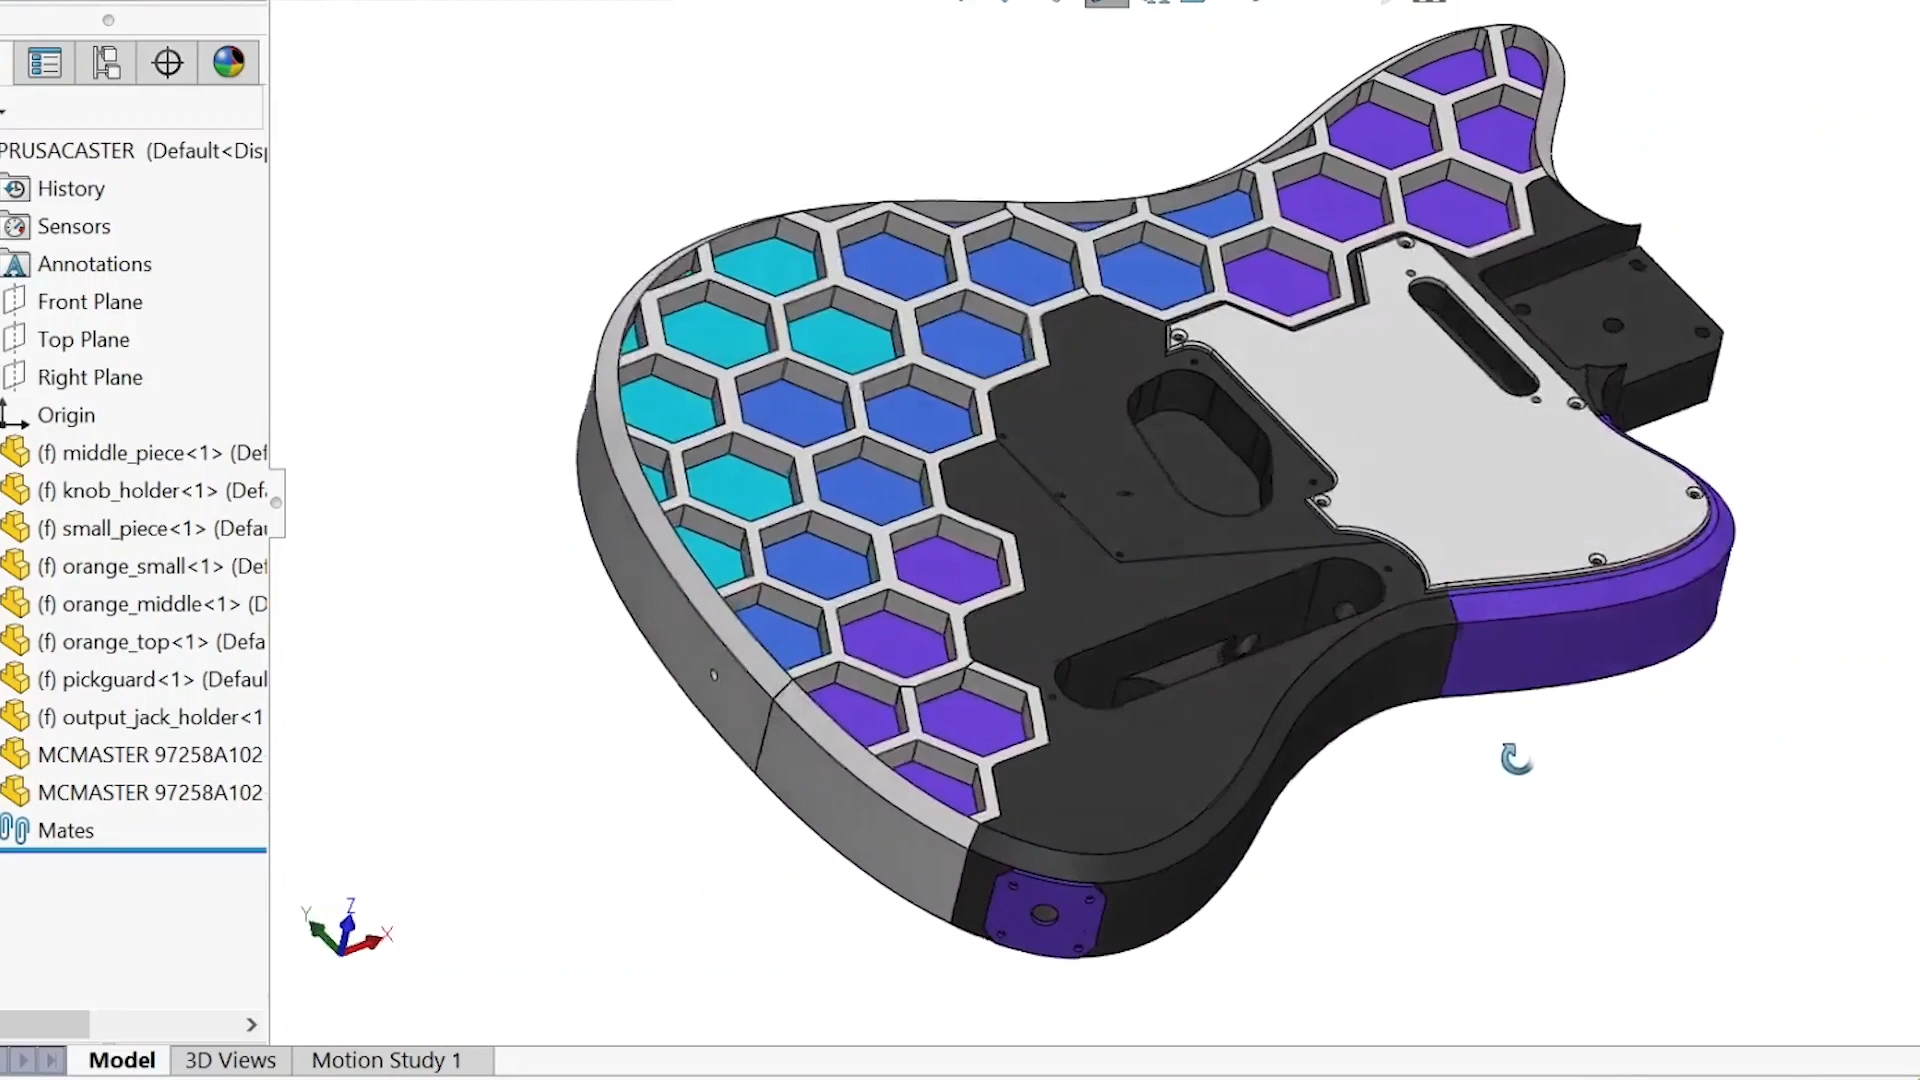 PRUSACASTER (Default<Disp
History
Sensors
Annotations
Front Plane
Top Plane
Right Plane
Origin
(f) middle_piece<1> (Def
(f) knob_holder<1> (Defa
(f) small_piece<1> (Defau
(f) orange_small<1> (Def
(f) orange_middle<1> (D
(f) orange_top<1> (Defa
(f) pickguard<1> (Defaul
(f) output_jack_holder<1
MCMASTER 97258A102
MCMASTER 97258A102
Mates
Y Z X
Model 3D Views Motion Study 1